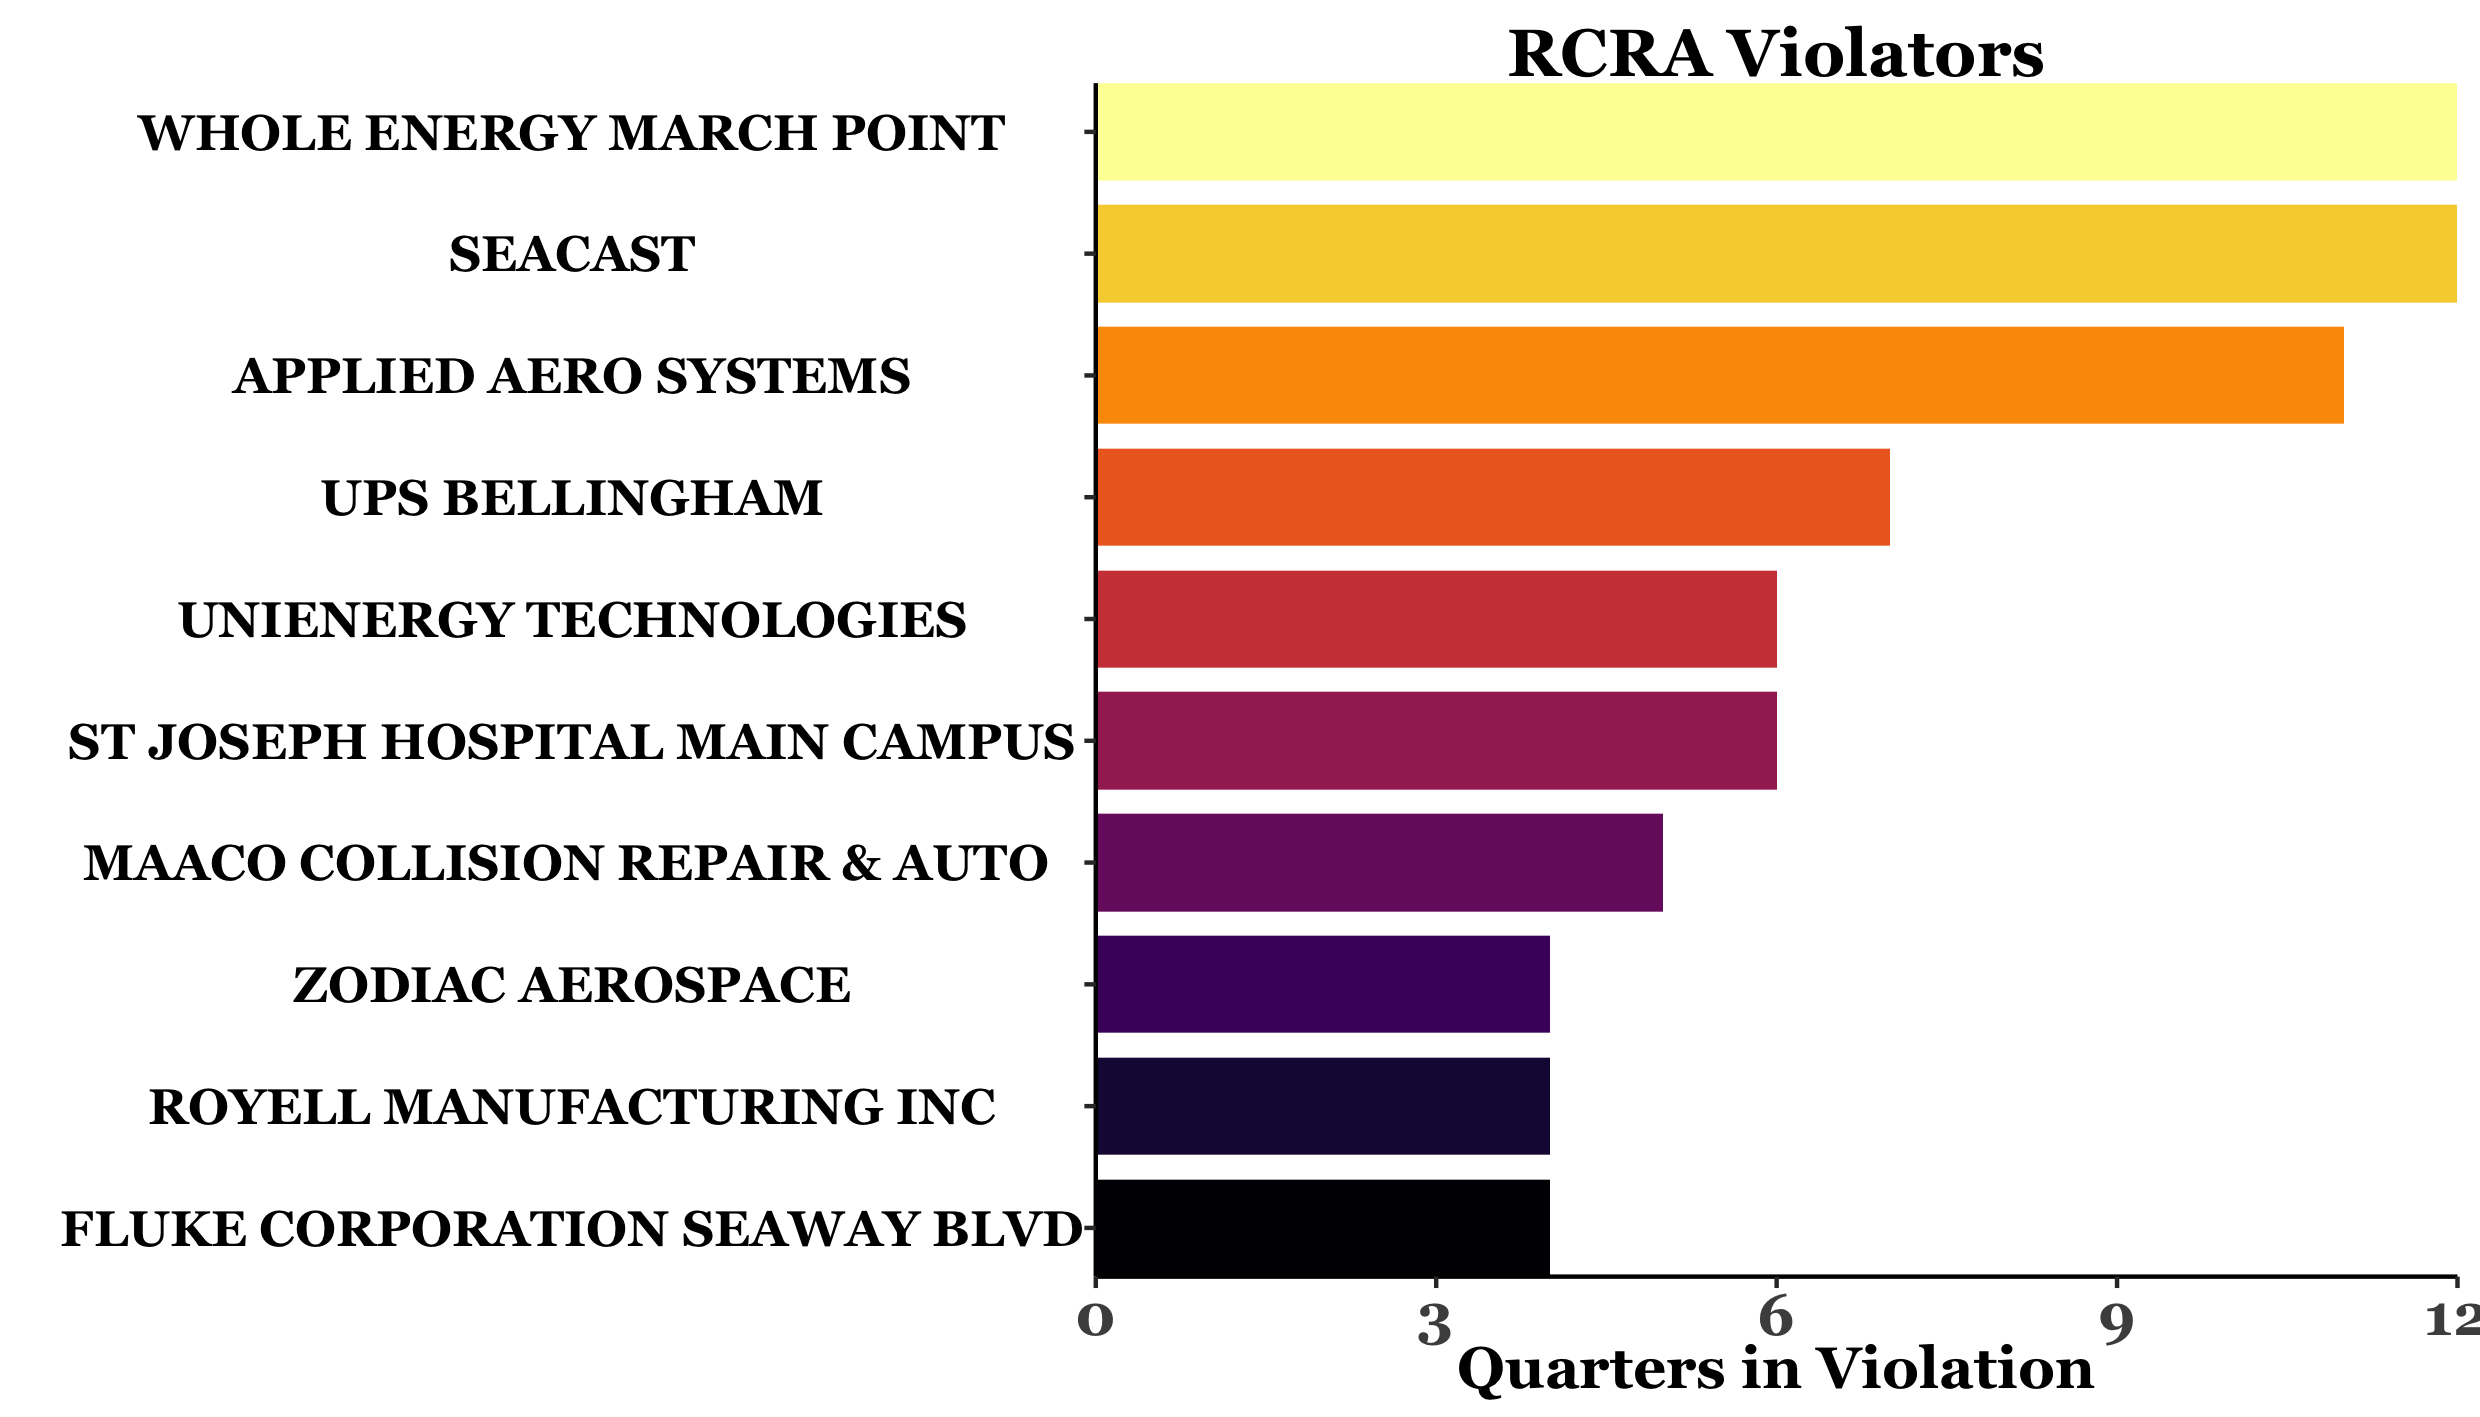 RCRA Violators
WHOLE ENERGY MARCH POINT
SEACAST
APPLIED AERO SYSTEMS
UPS BELLINGHAM
UNIENERGY TECHNOLOGIES
ST JOSEPH HOSPITAL MAIN CAMPUS
MAACO COLLISION REPAIR & AUTO
ZODIAC AEROSPACE
ROYELL MANUFACTURING INC
FLUKE CORPORATION SEAWAY BLVD
0 3 6 9 12
Quarters in Violation